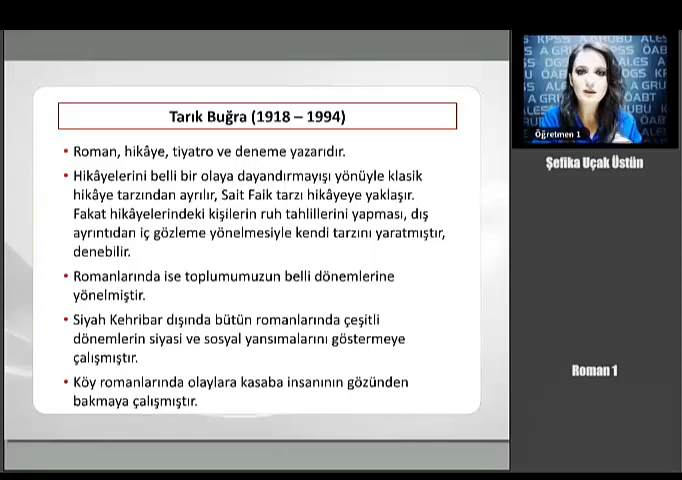 Tarık Buğra (1918 – 1994)
• Roman, hikâye, tiyatro ve deneme yazarıdır.
• Hikâyelerini belli bir olaya dayandırmayışı yönüyle klasik
hikâye tarzından ayrılır, Sait Faik tarzı hikâyeye yaklaşır.
Fakat hikâyelerindeki kişilerin ruh tahlillerini yapması, dış
ayrıntıdan iç gözleme yönelmesiyle kendi tarzını yaratmıştır,
denebilir.
• Romanlarında ise toplumumuzun belli dönemlerine
yönelmiştir.
• Siyah Kehribar dışında bütün romanlarında çeşitli
dönemlerin siyasi ve sosyal yansımalarını göstermeye
çalışmıştır.
• Köy romanlarında olaylara kasaba insanının gözünden
bakmaya çalışmıştır.
KPSS A GRUBU ALES
Öğretmen 1
Şefika Uçak Üstün
Roman 1